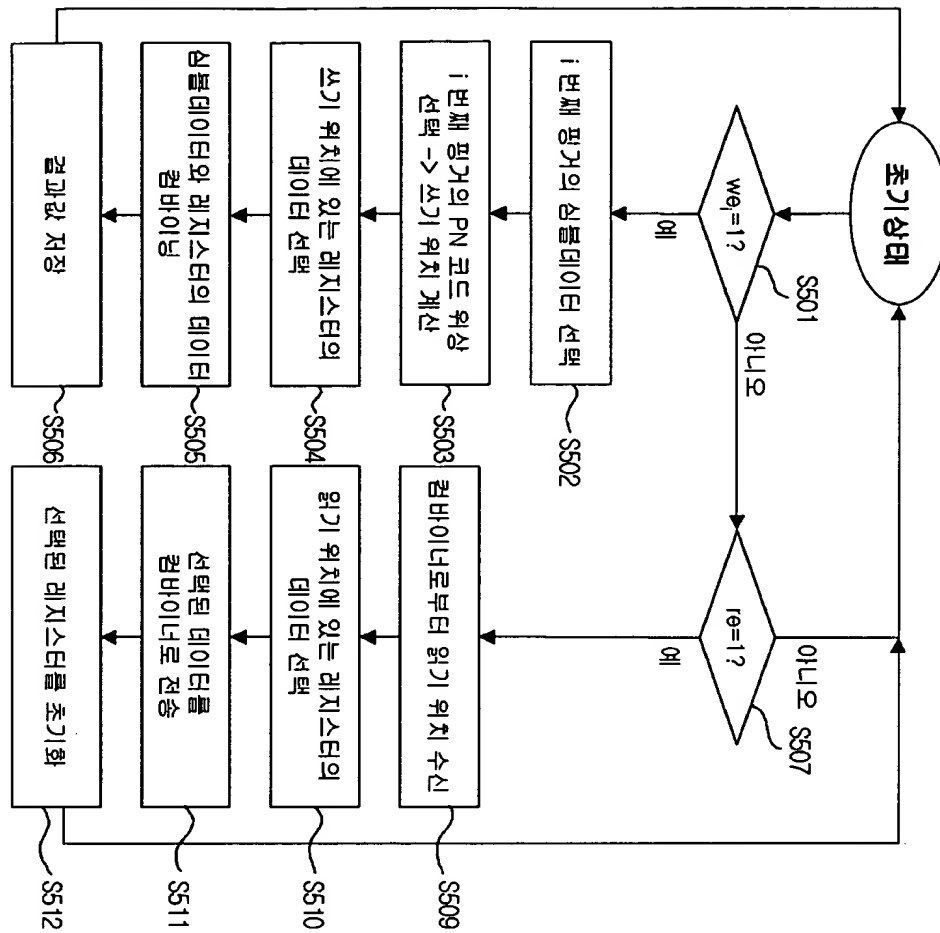 초기상태
weᵢ=1?
S501
예
아니오
i 번째 핑거의 심볼데이터 선택
S502
i 번째 핑거의 PN 코드 위상
선택 -> 쓰기 위치 계산
S503
쓰기 위치에 있는 레지스터의
데이터 선택
S504
심볼데이터와 레지스터의 데이터
컴바이닝
S505
결과값 저장
S506
re=1?
S507
아니오
예
컴바이너로부터 읽기 위치 수신
S509
읽기 위치에 있는 레지스터의
데이터 선택
S510
선택된 데이터를
컴바이너로 전송
S511
선택된 레지스터를 초기화
S512